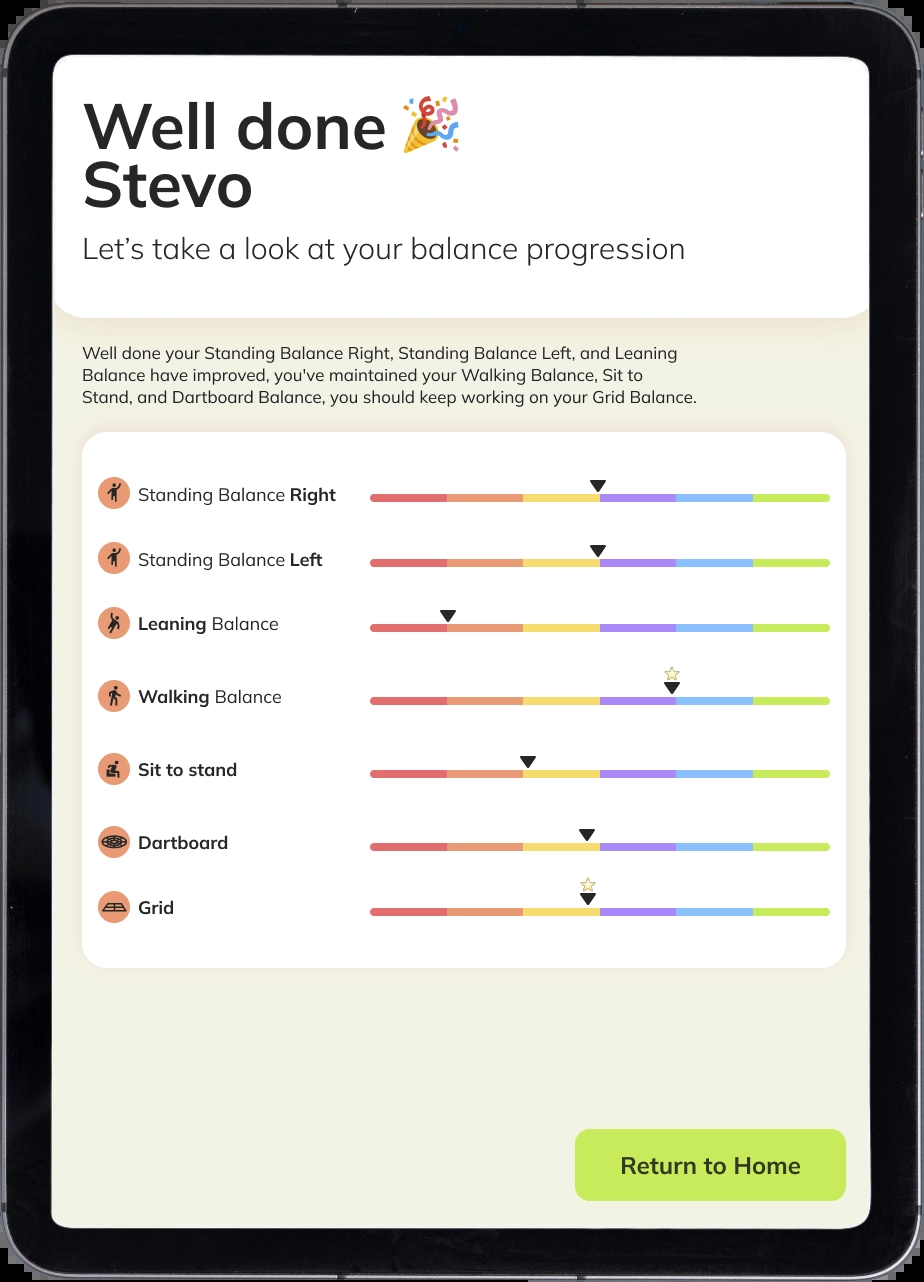 Well done 🎉
Stevo
Let’s take a look at your balance progression
Well done your Standing Balance Right, Standing Balance Left, and Leaning
Balance have improved, you've maintained your Walking Balance, Sit to
Stand, and Dartboard Balance, you should keep working on your Grid Balance.
Standing Balance Right
Standing Balance Left
Leaning Balance
Walking Balance
Sit to stand
Dartboard
Grid
Return to Home